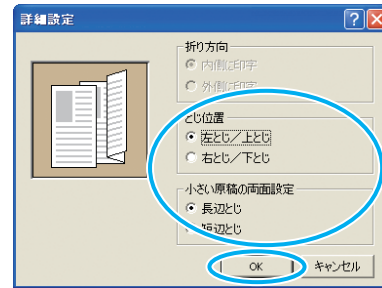 詳細設定
折り方向
内側に印字
外側に印字
とじ位置
左とじ／上とじ
右とじ／下とじ
小さい原稿の両面設定
長辺とじ
短辺とじ
OK
キャンセル